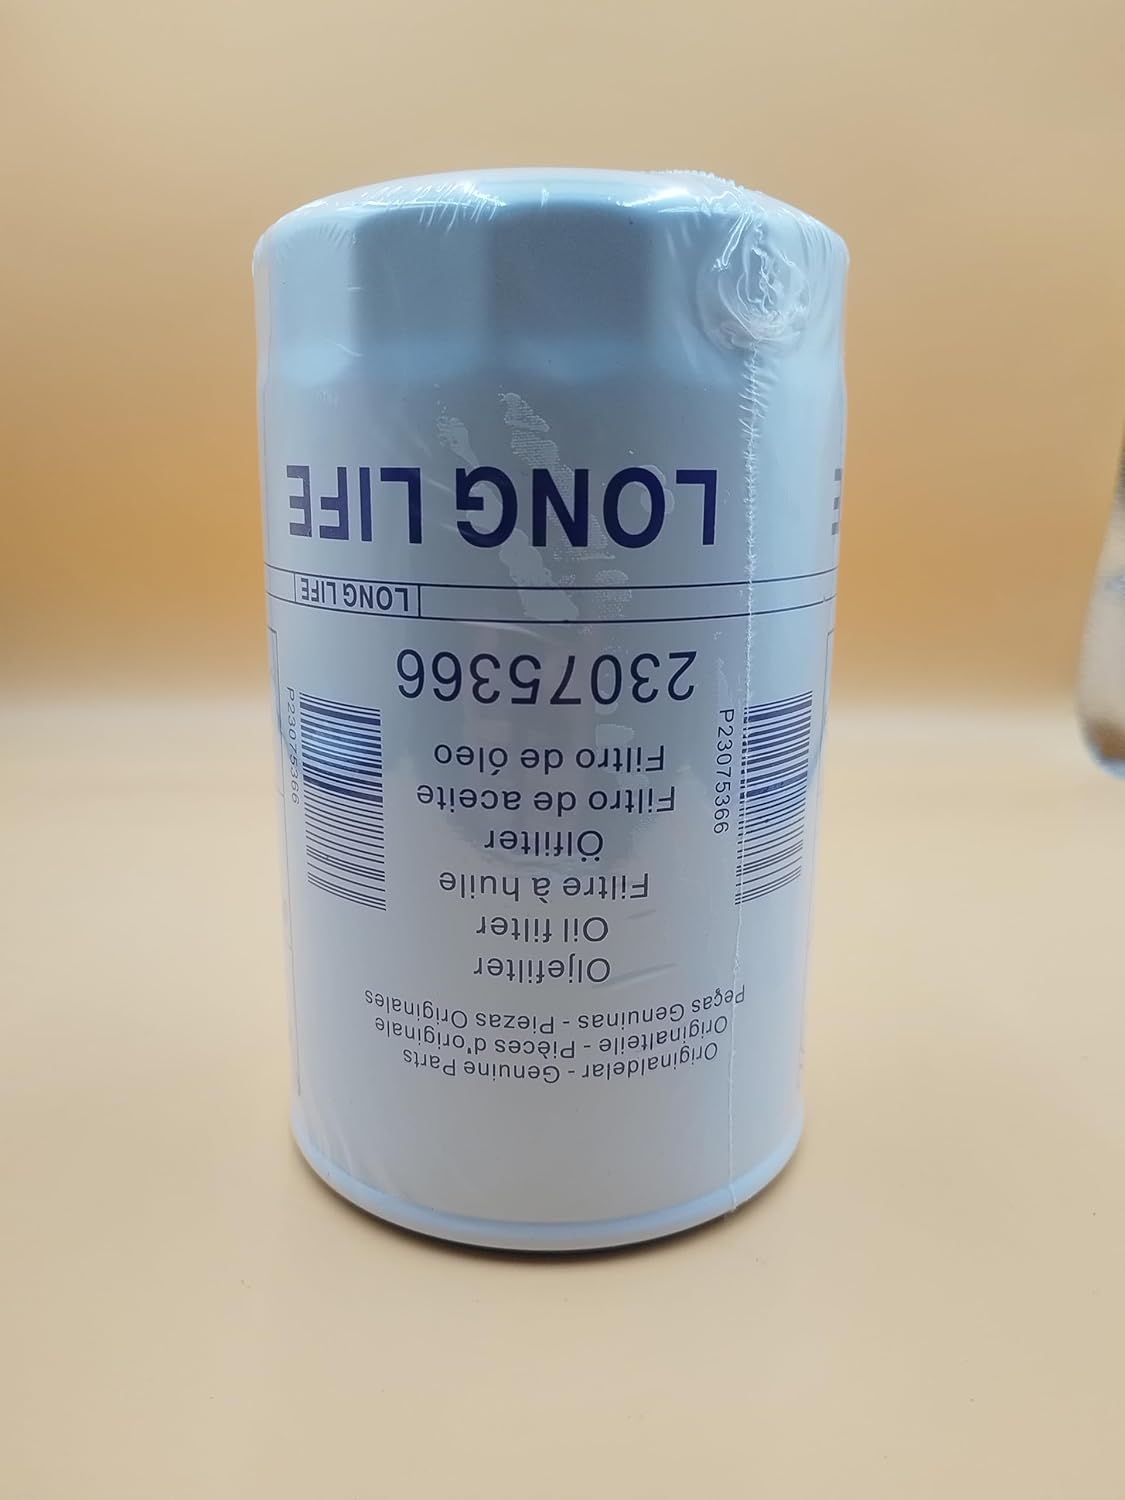 Originaldelar - Genuine Parts
Originalteile - Pièces d'originale
Peças Genuinas - Piezas Originales
Oljefilter
Oil filter
Filtre à huile
Ölfilter
Filtro de aceite
Filtro de óleo
P23075366
P23075366
23075366
LONG LIFE
LONG LIFE